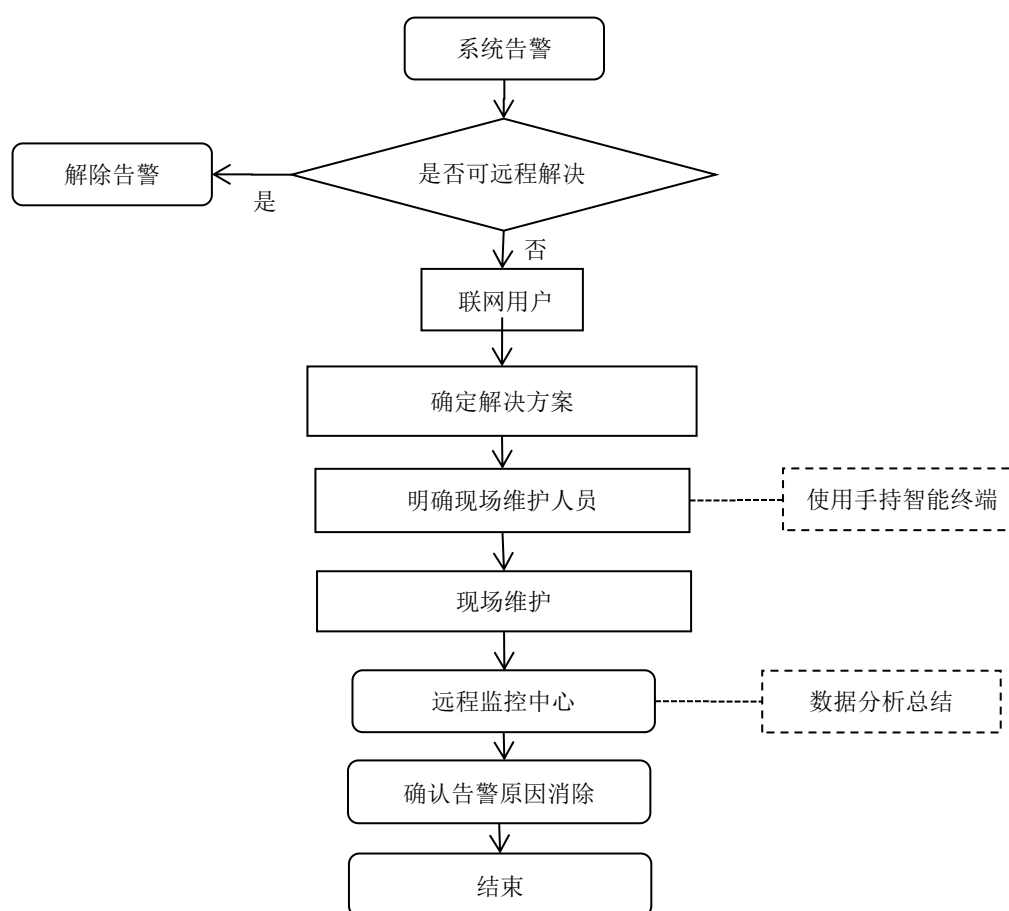 系统告警
是否可远程解决
解除告警
是
否
联网用户
确定解决方案
明确现场维护人员
使用手持智能终端
现场维护
远程监控中心
数据分析总结
确认告警原因消除
结束